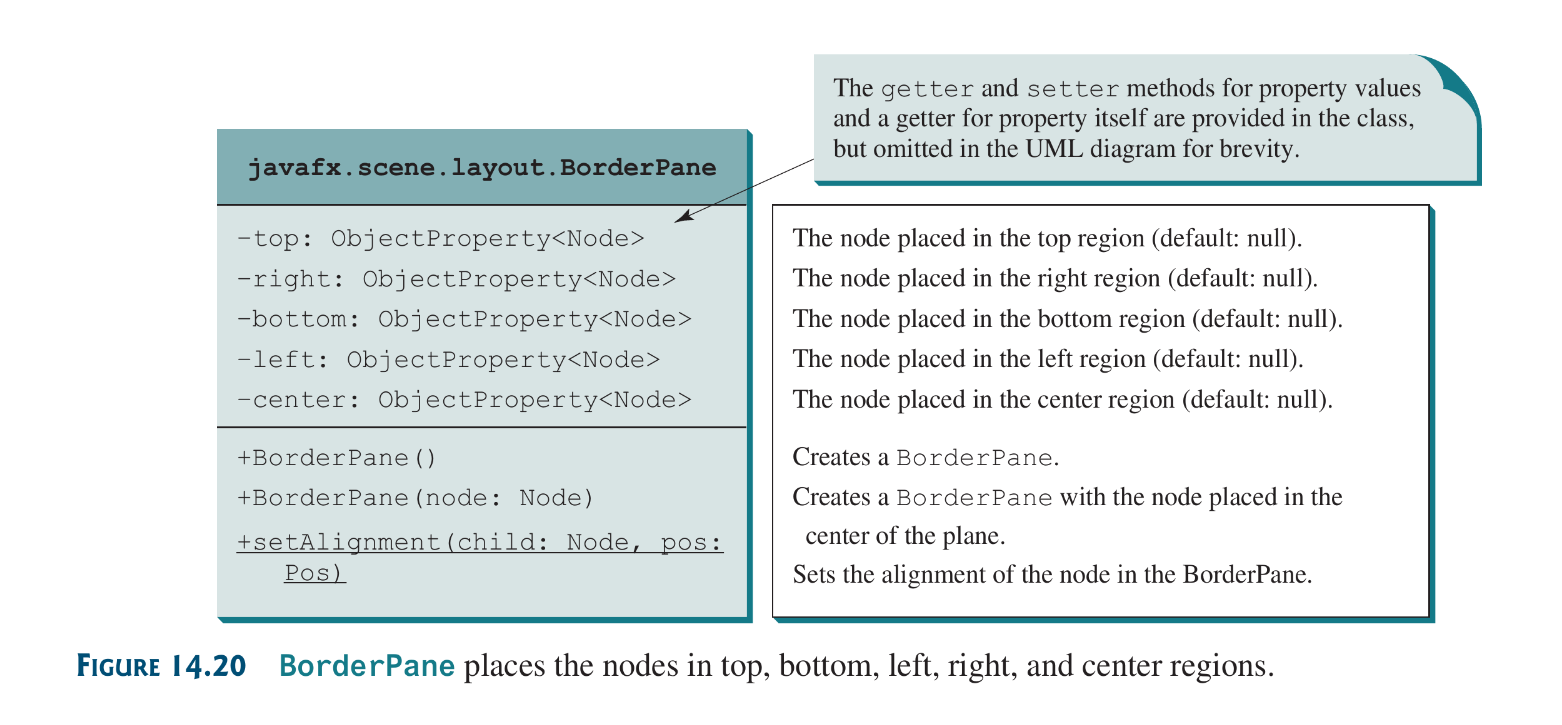 The getter and setter methods for property values
and a getter for property itself are provided in the class,
but omitted in the UML diagram for brevity.
javafx.scene.layout.BorderPane
-top: ObjectProperty<Node>
-right: ObjectProperty<Node>
-bottom: ObjectProperty<Node>
-left: ObjectProperty<Node>
-center: ObjectProperty<Node>
+BorderPane()
+BorderPane(node: Node)
+setAlignment(child: Node, pos:
Pos)
The node placed in the top region (default: null).
The node placed in the right region (default: null).
The node placed in the bottom region (default: null).
The node placed in the left region (default: null).
The node placed in the center region (default: null).
Creates a BorderPane.
Creates a BorderPane with the node placed in the
center of the plane.
Sets the alignment of the node in the BorderPane.
FIGURE 14.20 BorderPane places the nodes in top, bottom, left, right, and center regions.